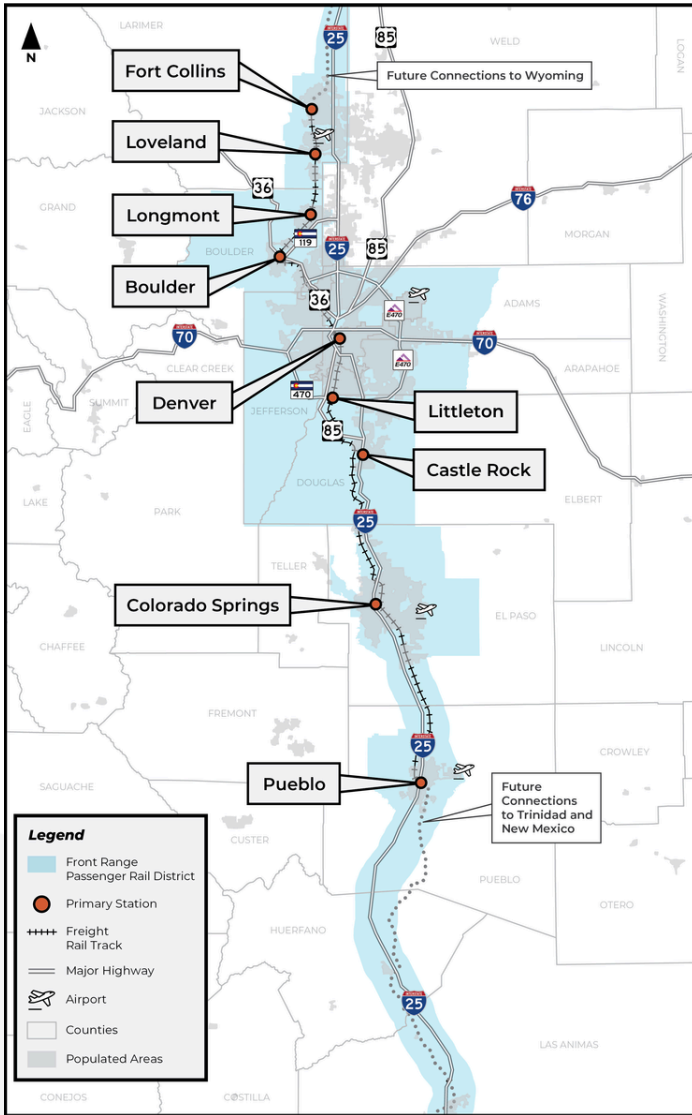 LARIMER
25
85
WELD
LOGAN
N
Fort Collins
Future Connections to Wyoming
JACKSON
Loveland
36
76
GRAND
Longmont
119
25
85
MORGAN
BOULDER
Boulder
36
ADAMS
E470
WASHINGTON
70
70
CLEAR CREEK
E470
ARAPAHOE
EAGLE
SUMMIT
Denver
470
JEFFERSON
Littleton
85
Castle Rock
DOUGLAS
LAKE
PARK
ELBERT
25
TELLER
Colorado Springs
EL PASO
CHAFFEE
LINCOLN
FREMONT
25
CROWLEY
Pueblo
SAGUACHE
Future
Connections
to Trinidad and
New Mexico
Legend
CUSTER
Front Range
Passenger Rail District
PUEBLO
Primary Station
OTERO
Freight
Rail Track
HUERFANO
Major Highway
Airport
25
Counties
LAS ANIMAS
Populated Areas
CONEJOS
COSTILLA